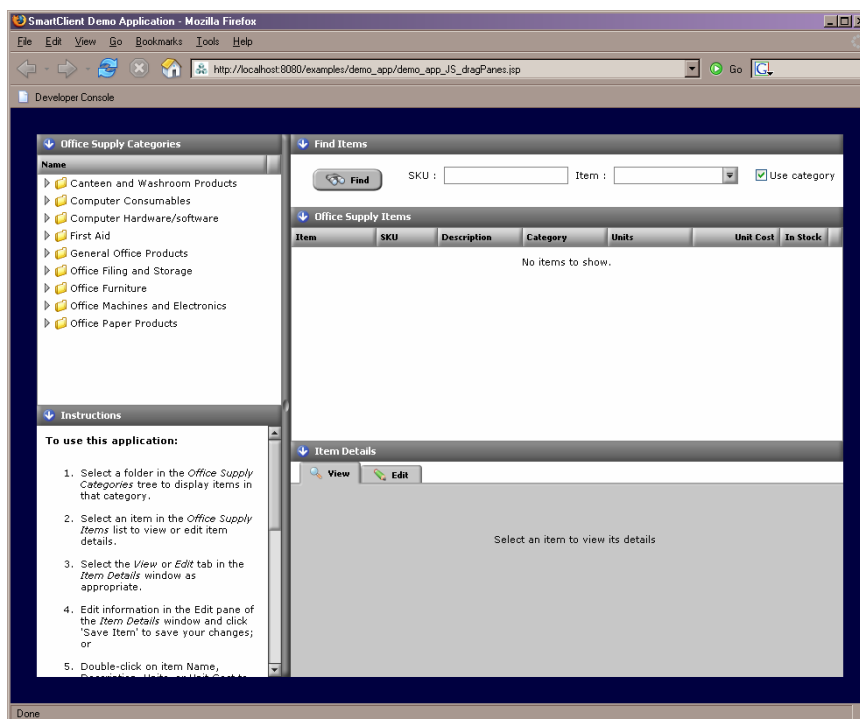 SmartClient Demo Application - Mozilla Firefox
File Edit View Go Bookmarks Tools Help
http://localhost:8080/examples/demo_app/demo_app_JS_dragPanes.jsp
Go
G
Developer Console
Office Supply Categories
Name
Canteen and Washroom Products
Computer Consumables
Computer Hardware/software
First Aid
General Office Products
Office Filing and Storage
Office Furniture
Office Machines and Electronics
Office Paper Products
Instructions
To use this application:
1. Select a folder in the Office Supply
Categories tree to display items in
that category.
2. Select an item in the Office Supply
Items list to view or edit item
details.
3. Select the View or Edit tab in the
Item Details window as
appropriate.
4. Edit information in the Edit pane of
the Item Details window and click
'Save Item' to save your changes;
or
5. Double-click on item Name,
Description, Units, or Unit Cost to
Find Items
Find SKU : Item : Use category
Office Supply Items
Item SKU Description Category Units Unit Cost In Stock
No items to show.
Item Details
View Edit
Select an item to view its details
Done